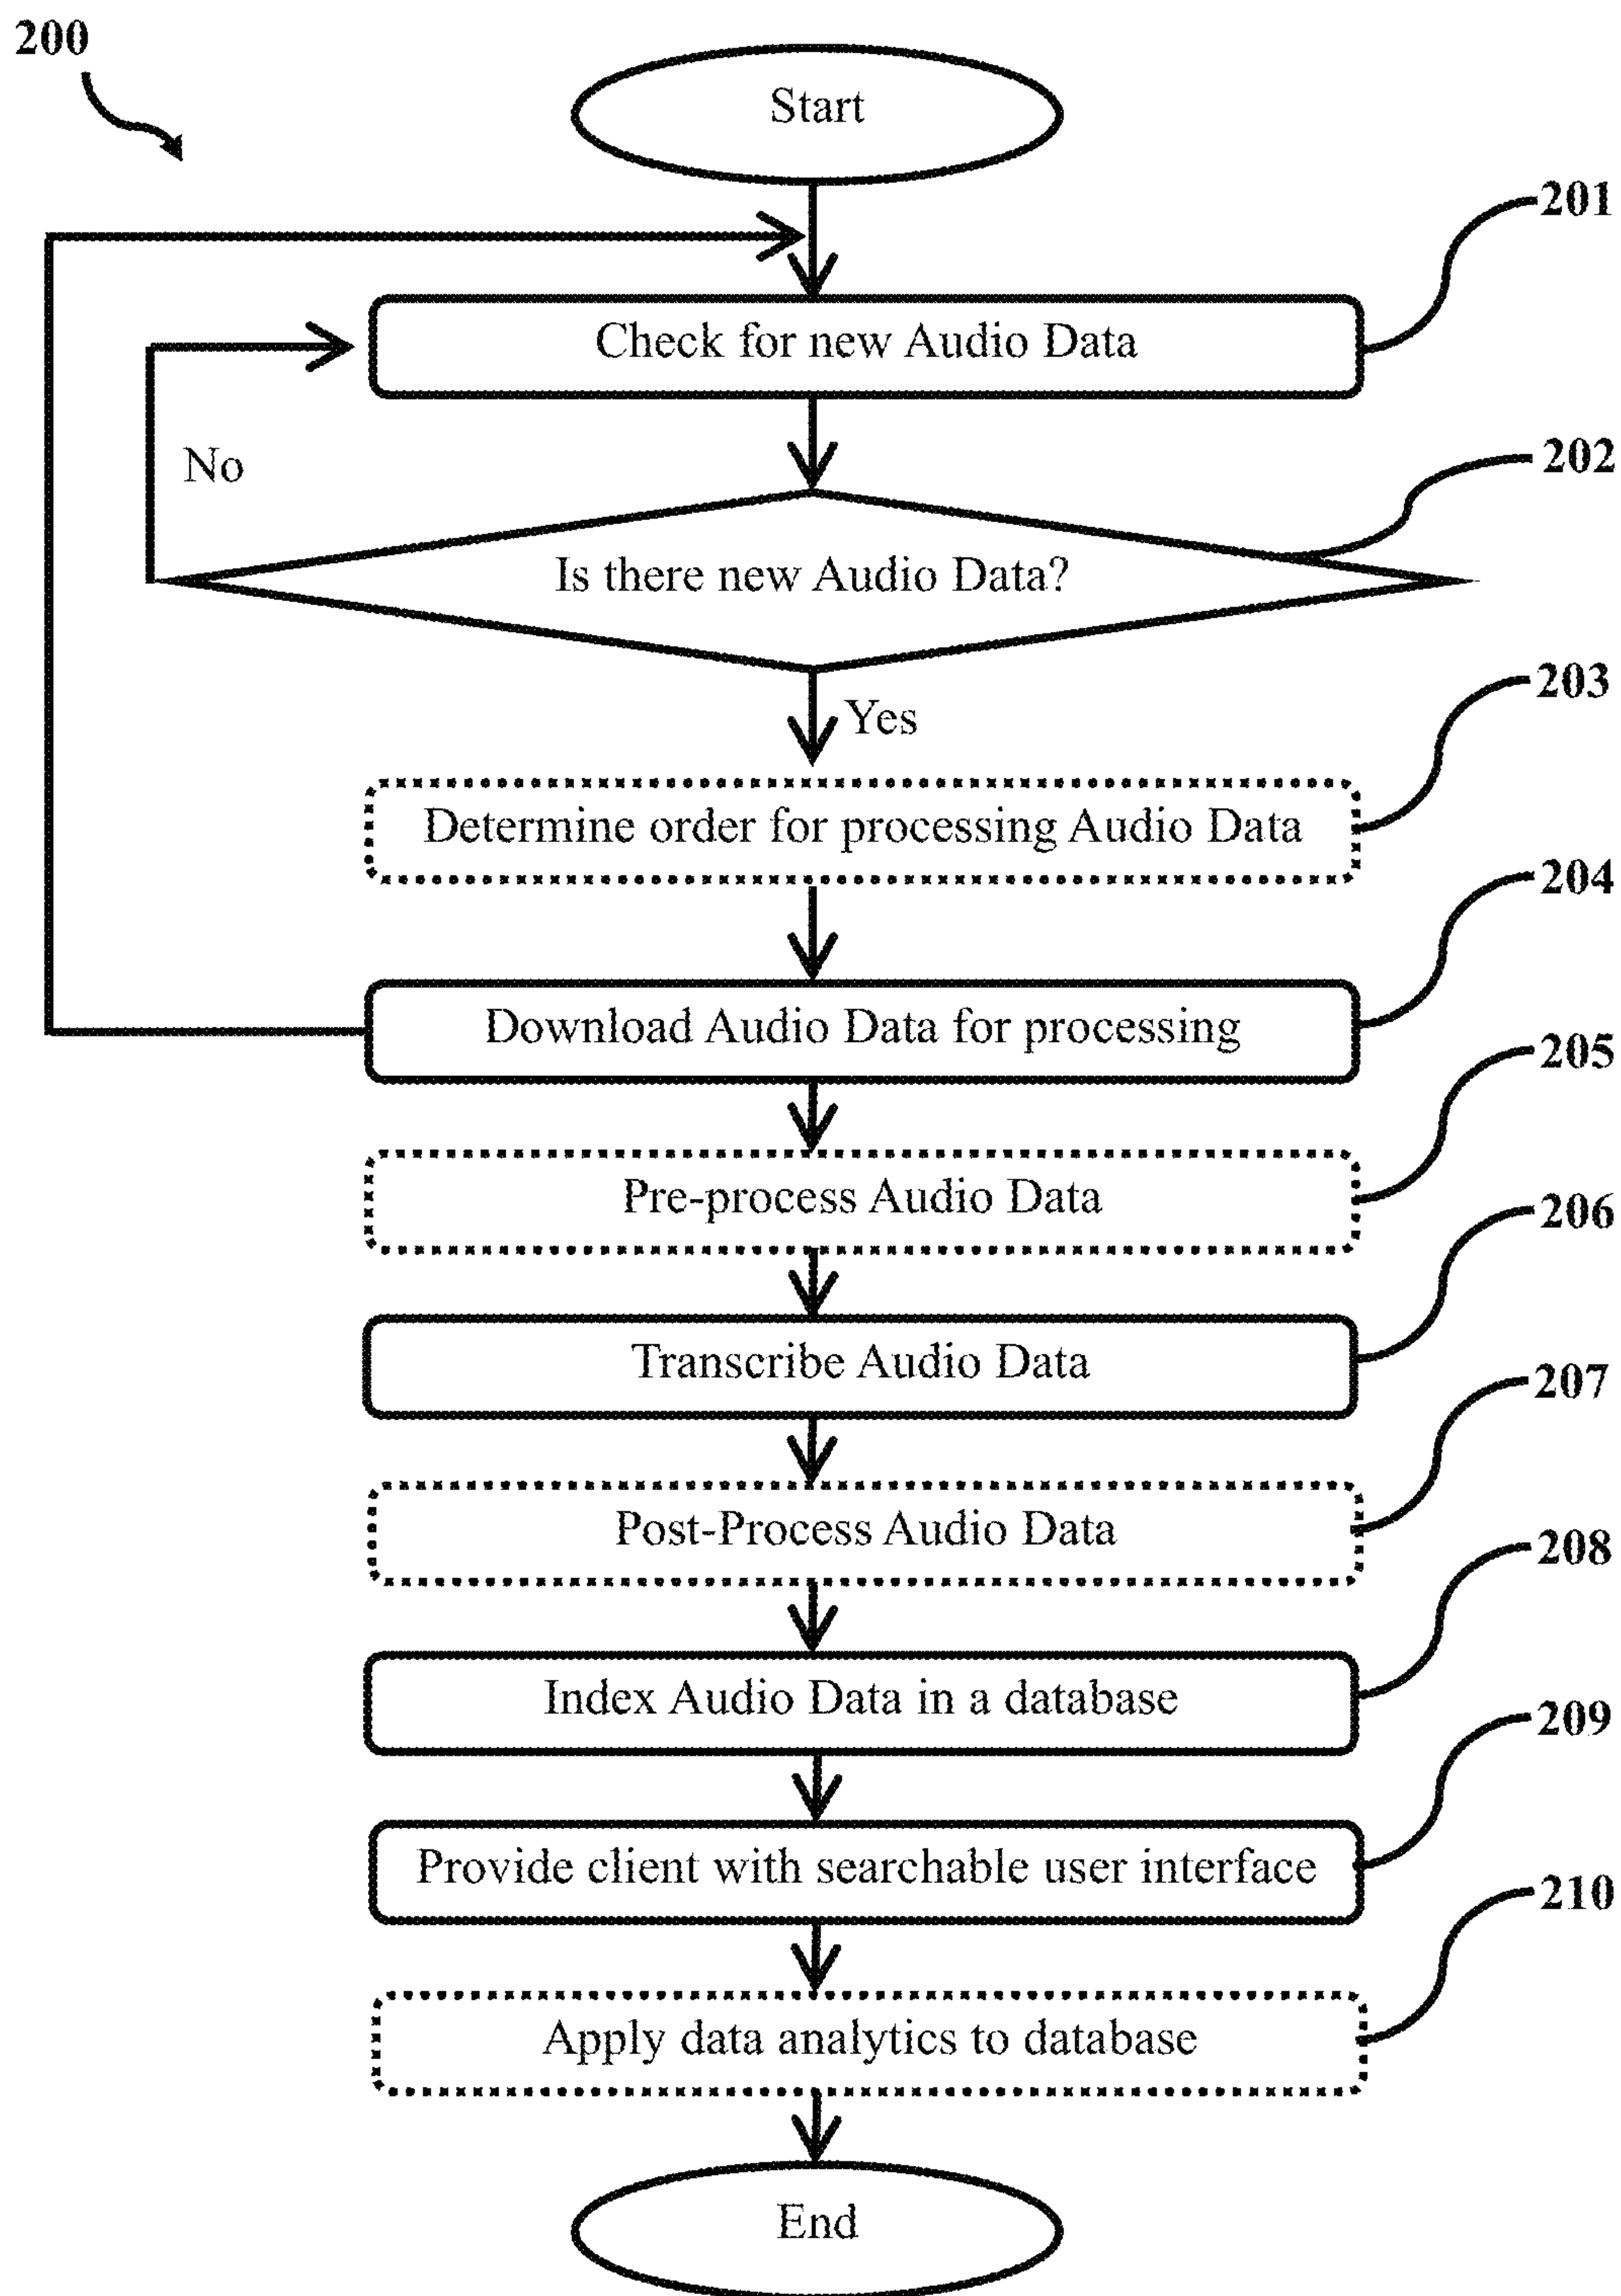 200
Start
201
Check for new Audio Data
No
202
Is there new Audio Data?
203
Yes
Determine order for processing Audio Data
204
Download Audio Data for processing
205
Pre-process Audio Data
206
Transcribe Audio Data
207
Post-Process Audio Data
208
Index Audio Data in a database
209
Provide client with searchable user interface
210
Apply data analytics to database
End